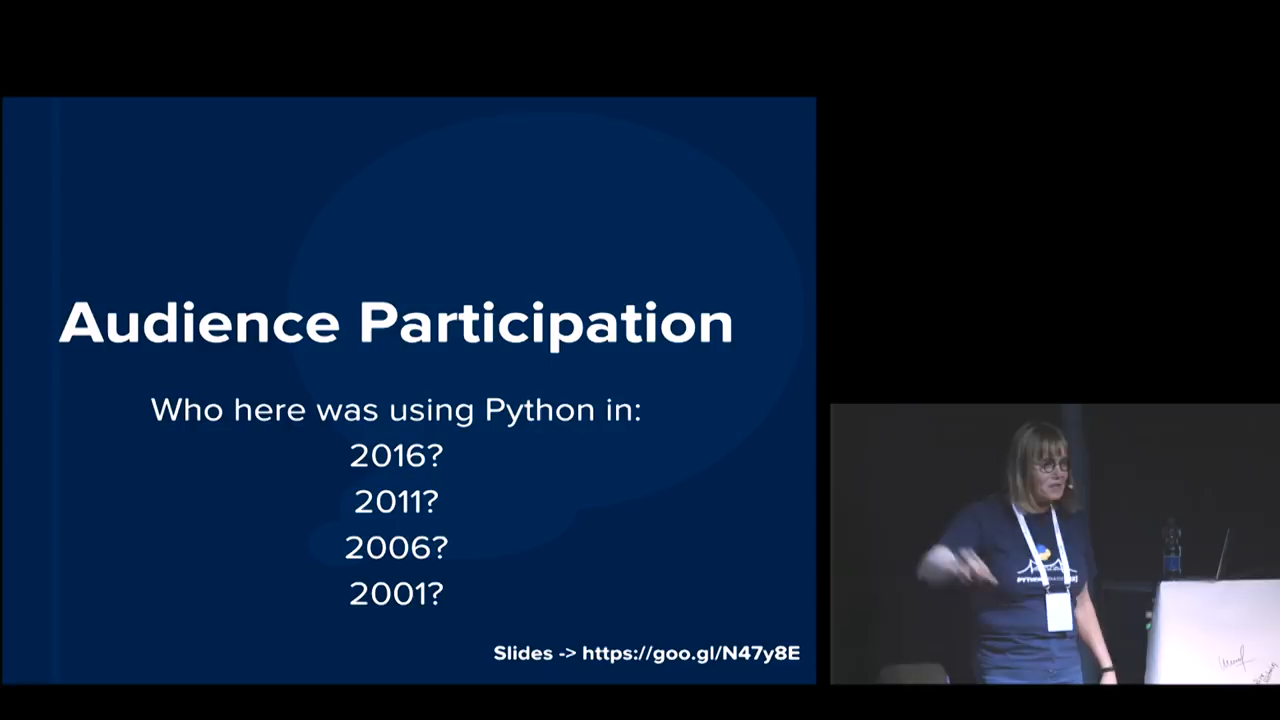 Audience Participation
Who here was using Python in:
2016?
2011?
2006?
2001?
Slides -> https://goo.gl/N47y8E